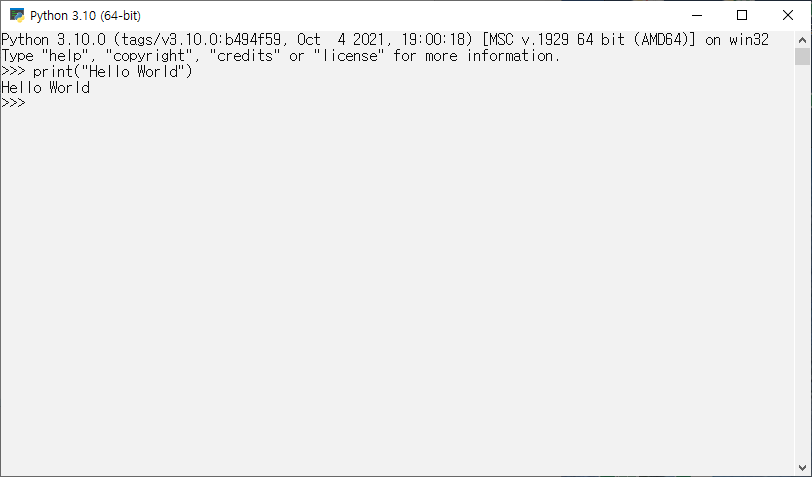 Python 3.10 (64-bit)
Python 3.10.0 (tags/v3.10.0:b494f59, Oct  4 2021, 19:00:18) [MSC v.1929 64 bit (AMD64)] on win32
Type "help", "copyright", "credits" or "license" for more information.
>>> print("Hello World")
Hello World
>>>